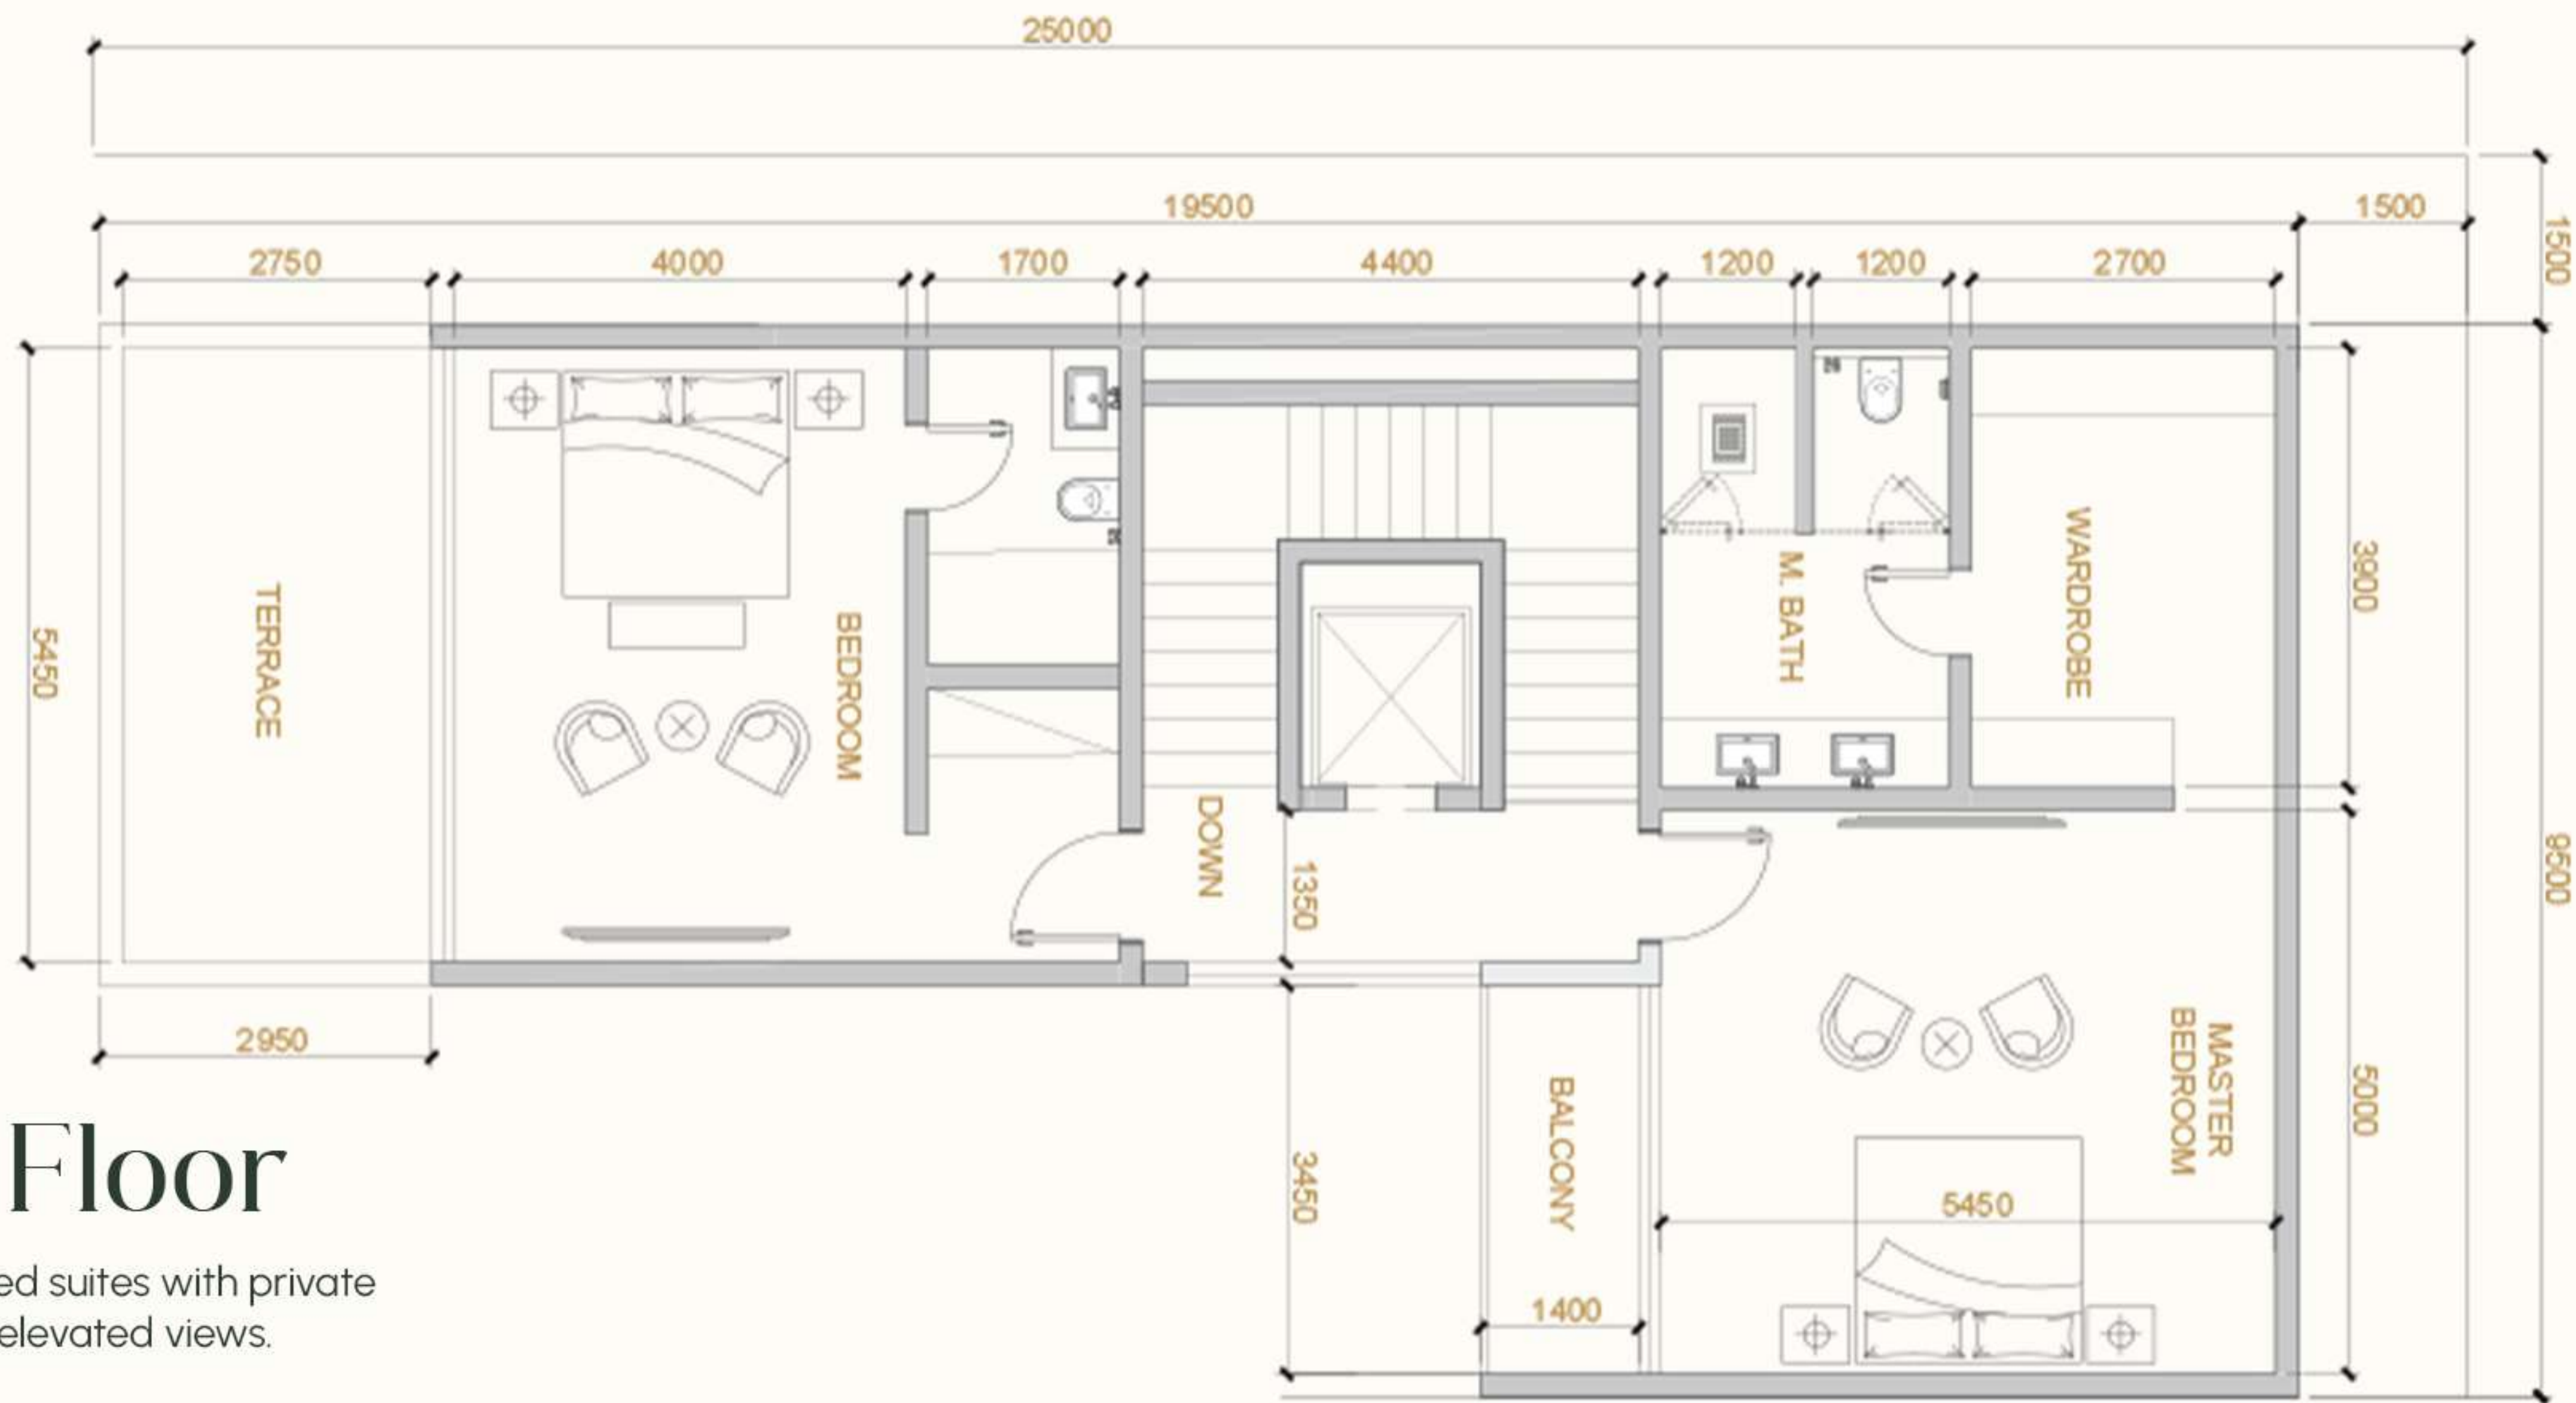 25000
19500
1500
1500
2750
4000
1700
4400
1200
1200
2700
5450
TERRACE
BEDROOM
DOWN
1350
M. BATH
WARDROBE
3900
9500
2950
3450
BALCONY
1400
5450
MASTER
BEDROOM
5000
Floor
ed suites with private
elevated views.